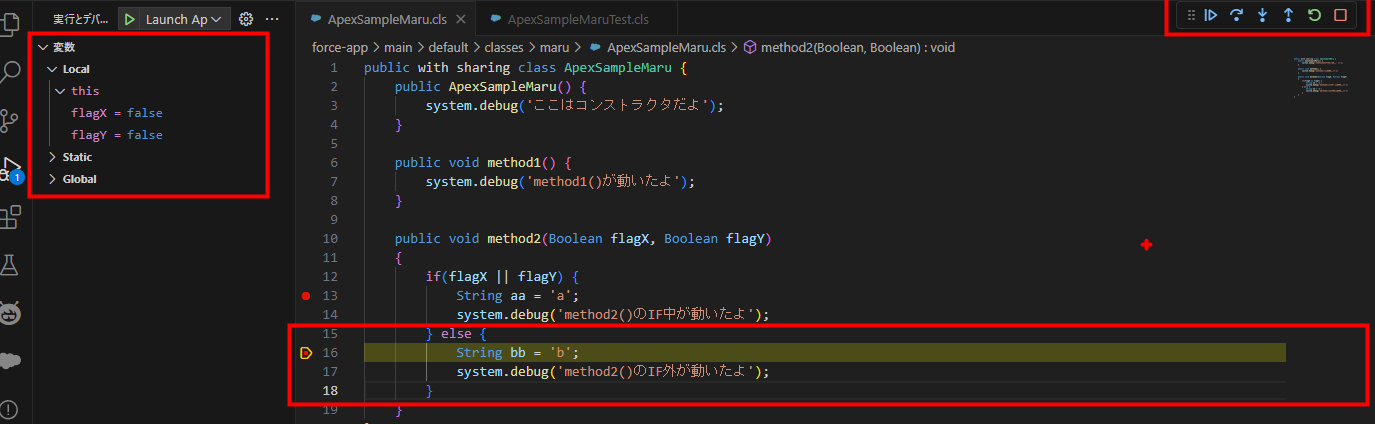 実行とデバ... Launch Ap
ApexSampleMaru.cls ApexSampleMaruTest.cls
force-app > main > default > classes > maru > ApexSampleMaru.cls > method2(Boolean, Boolean) : void
変数
Local
this
flagX = false
flagY = false
Static
Global
1
1 public with sharing class ApexSampleMaru {
2 public ApexSampleMaru() {
3 system.debug('ここはコンストラクタだよ');
4 }
5
6 public void method1() {
7 system.debug('method1()が動いたよ');
8 }
9
10 public void method2(Boolean flagX, Boolean flagY)
11 {
12 if(flagX || flagY) {
13 String aa = 'a';
14 system.debug('method2()のIF中が動いたよ');
15 } else {
16 String bb = 'b';
17 system.debug('method2()のIF外が動いたよ');
18 }
19 }